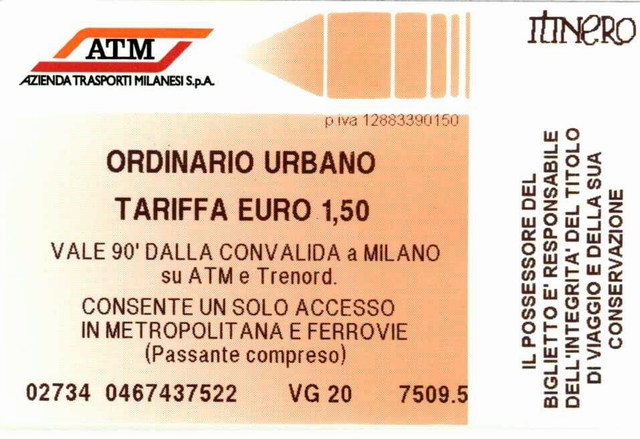 ATM
AZIENDA TRASPORTI MILANESI S.p.A.
ITINERO
p.iva 12883390150
ORDINARIO URBANO
TARIFFA EURO 1,50
VALE 90' DALLA CONVALIDA a MILANO
su ATM e Trenord.
CONSENTE UN SOLO ACCESSO
IN METROPOLITANA E FERROVIE
(Passante compreso)
02734 0467437522 VG 20 7509.5
IL POSSESSORE DEL
BIGLIETTO E' RESPONSABILE
DELL'INTEGRITA' DEL TITOLO
DI VIAGGIO E DELLA SUA
CONSERVAZIONE